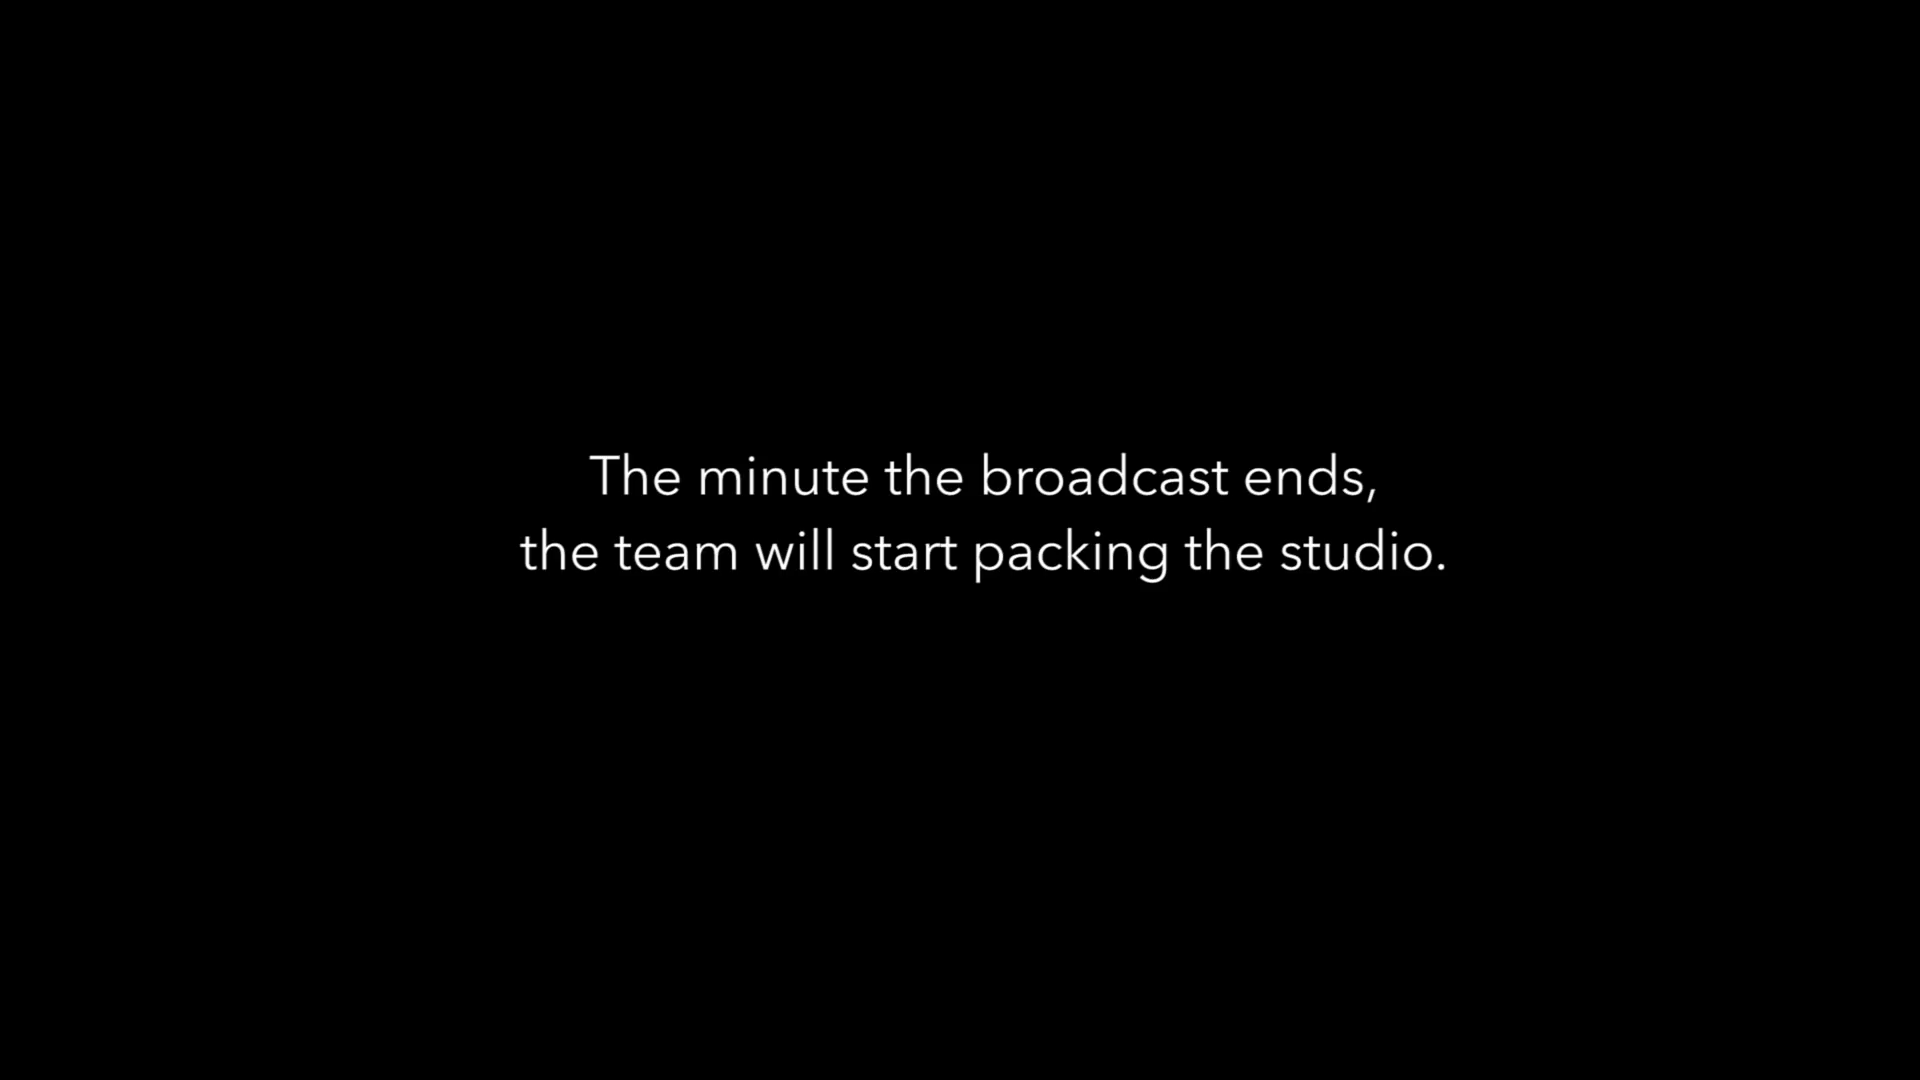 The minute the broadcast ends,
the team will start packing the studio.